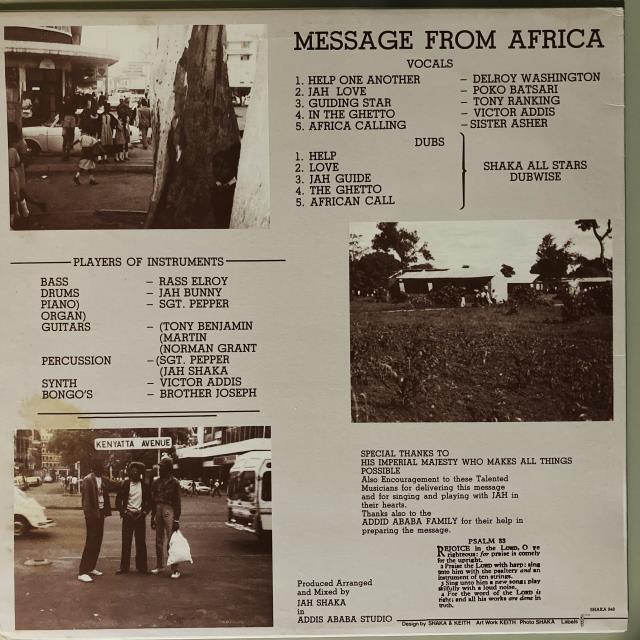 MESSAGE FROM AFRICA
VOCALS
1. HELP ONE ANOTHER – DELROY WASHINGTON
2. JAH LOVE – POKO BATSARI
3. GUIDING STAR – TONY RANKING
4. IN THE GHETTO – VICTOR ADDIS
5. AFRICA CALLING – SISTER ASHER
DUBS
1. HELP
2. LOVE
3. JAH GUIDE
4. THE GHETTO
5. AFRICAN CALL
SHAKA ALL STARS
DUBWISE
PLAYERS OF INSTRUMENTS
BASS – RASS ELROY
DRUMS – JAH BUNNY
PIANO) – SGT. PEPPER
ORGAN)
GUITARS – (TONY BENJAMIN
(MARTIN
(NORMAN GRANT
PERCUSSION – (SGT. PEPPER
(JAH SHAKA
SYNTH – VICTOR ADDIS
BONGO'S – BROTHER JOSEPH
KENYATTA AVENUE
SPECIAL THANKS TO
HIS IMPERIAL MAJESTY WHO MAKES ALL THINGS
POSSIBLE
Also Encouragement to these Talented
Musicians for delivering this message
and for singing and playing with JAH in
their hearts.
Thanks also to the
ADDID ABABA FAMILY for their help in
preparing the message.
PSALM 33
REJOICE in the LORD, O ye
righteous: for praise is comely
for the upright.
2 Praise the LORD with harp: sing
unto him with the psaltery and an
instrument of ten strings.
3 Sing unto him a new song; play
skilfully with a loud noise.
4 For the word of the LORD is
right; and all his works are done in
truth.
Produced Arranged
and Mixed by
JAH SHAKA
in
ADDIS ABABA STUDIO
Design by SHAKA & KEITH Art Work KEITH Photo SHAKA Labels